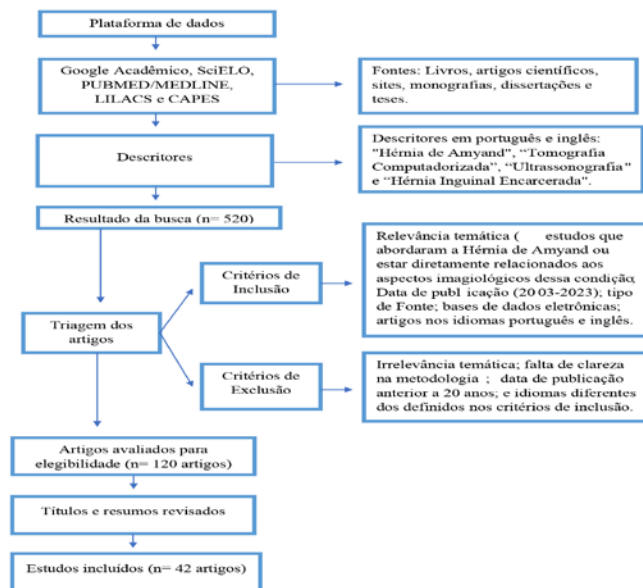 Plataforma de dados
Google Acadêmico, SciELO,
PUBMED/MEDLINE,
LILACS e CAPES
Fontes: Livros, artigos científicos,
sites, monografias, dissertações e
teses.
Descritores
Descritores em português e inglês:
"Hérnia de Amyand", “Tomografia
Computadorizada”, “Ultrassonografia"
e “Hérnia Inguinal Encarcerada".
Resultado da busca (n= 520)
Triagem dos
artigos
Critérios de
Inclusão
Relevância temática ( estudos que
abordaram a Hérnia de Amyand ou
estar diretamente relacionados aos
aspectos imagiológicos dessa condição
Data de publ icação (20 03-2023); tipo
de Fonte; bases de dados eletrônicas;
artigos nos idiomas português e inglês.
Critérios de
Exclusão
Irrelevância temática; falta de clareza
na metodologia ; data de publicação
anterior a 20 anos; e idiomas diferentes
dos definidos nos critérios de inclusão.
Artigos avaliados para
elegibilidade (n= 120 artigos)
Títulos e resumos revisados
Estudos incluídos (n= 42 artigos)